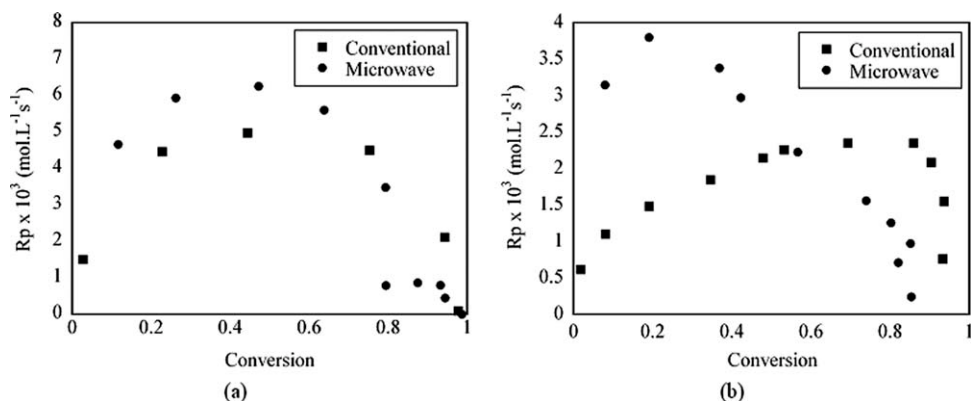 8
7
6
5
4
3
2
1
0
Rp x 10³ (mol.L⁻¹s⁻¹)
Conventional
Microwave
0 0.2 0.4 0.6 0.8 1
Conversion
(a)
4
3.5
3
2.5
2
1.5
1
0.5
0
Rp x 10³ (mol.L⁻¹s⁻¹)
Conventional
Microwave
0 0.2 0.4 0.6 0.8 1
Conversion
(b)